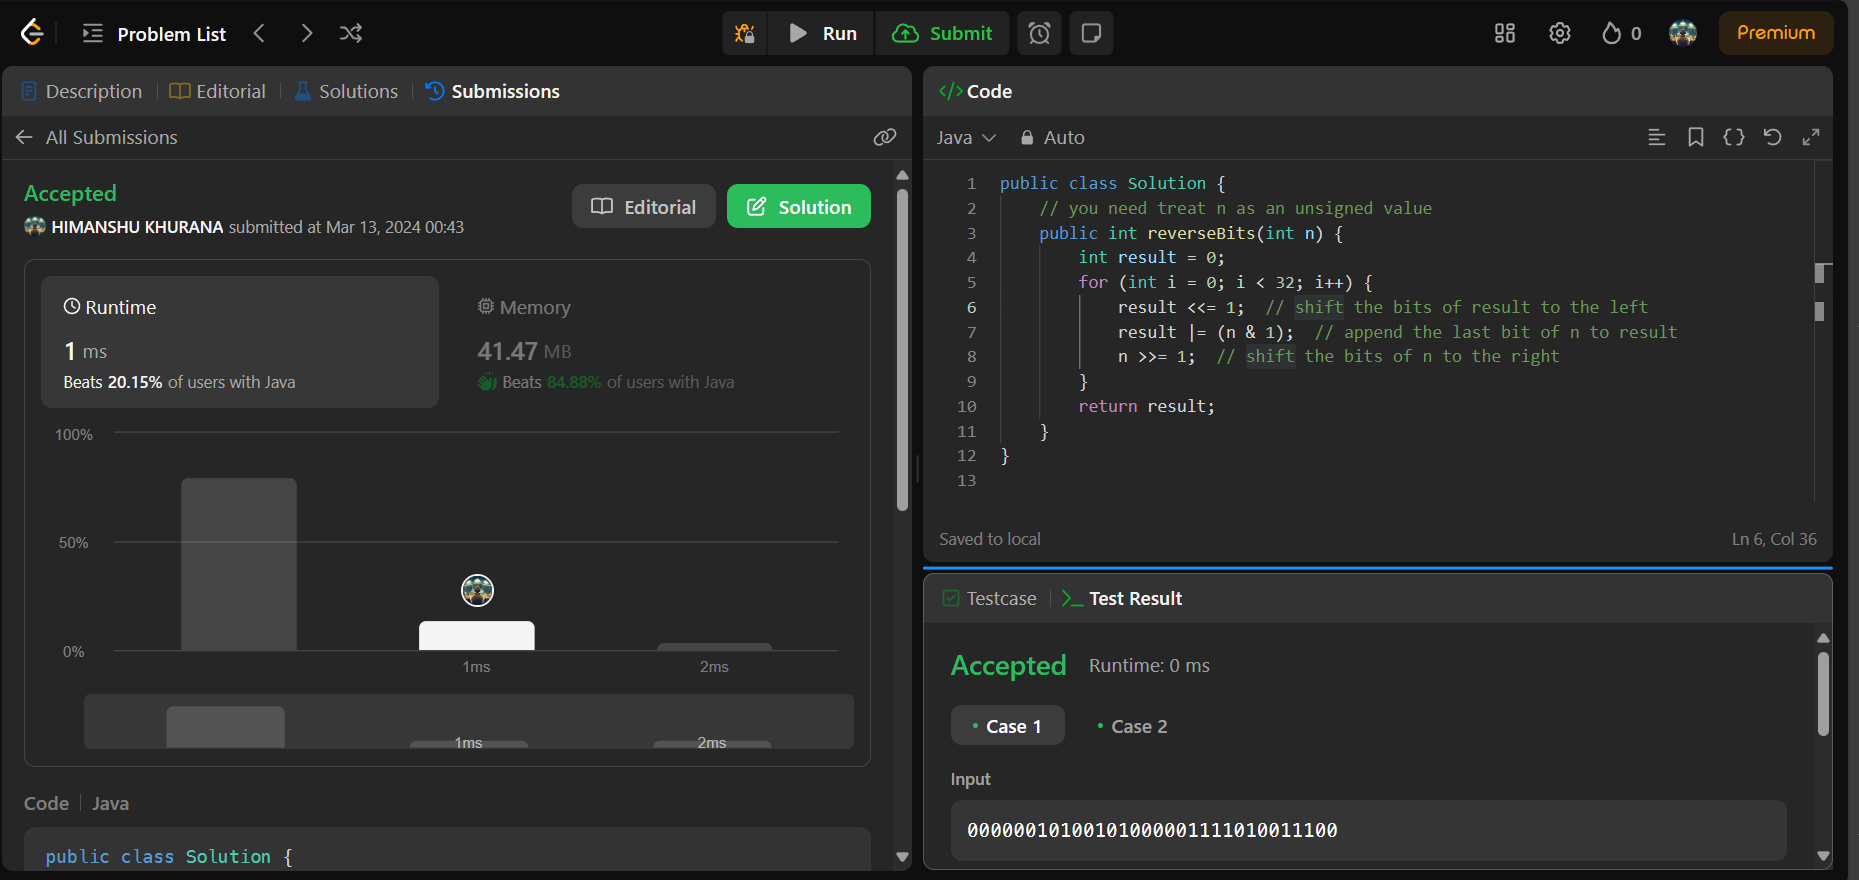 Problem List
Run
Submit
0
Premium
Description
Editorial
Solutions
Submissions
All Submissions
Accepted
HIMANSHU KHURANA submitted at Mar 13, 2024 00:43
Editorial
Solution
Runtime
1 ms
Beats 20.15% of users with Java
Memory
41.47 MB
Beats 84.88% of users with Java
100%
50%
0%
1ms
2ms
1ms
2ms
Code
Java
public class Solution {
</> Code
Java
Auto
1 public class Solution {
2 // you need treat n as an unsigned value
3 public int reverseBits(int n) {
4 int result = 0;
5 for (int i = 0; i < 32; i++) {
6 result <<= 1; // shift the bits of result to the left
7 result |= (n & 1); // append the last bit of n to result
8 n >>= 1; // shift the bits of n to the right
9 }
10 return result;
11 }
12 }
13
Saved to local
Ln 6, Col 36
Testcase
Test Result
Accepted
Runtime: 0 ms
Case 1
Case 2
Input
00000010100101000001111010011100